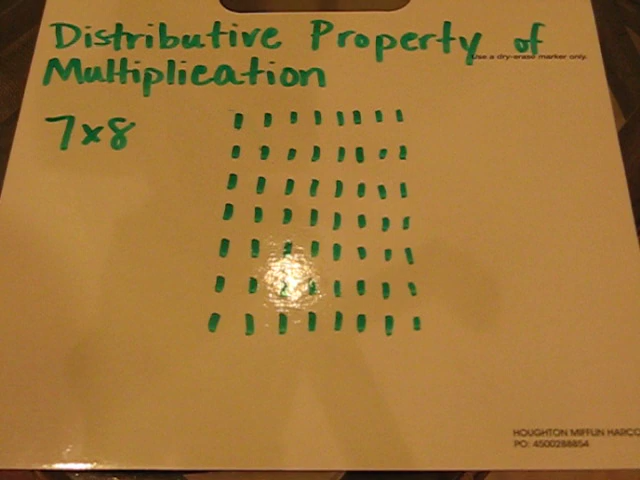 Distributive Property of
Use a dry-erase marker only.
Multiplication
7x8
HOUGHTON MIFFLIN HARCO
PO: 4500288854